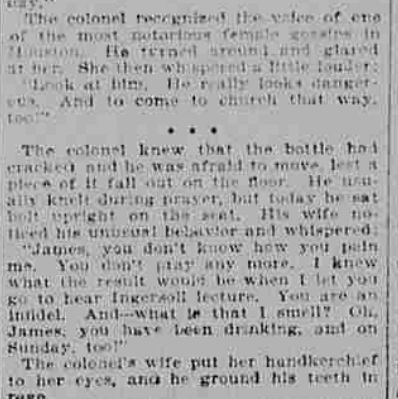 day."
The colonel recognized the voice of one
of the most notorious female gossips in
Houston. He turned around and glared
at her. She then whispered a little louder:
"Look at him. He really looks danger-
ous. And to come to church that way,
too!"
* * *
The colonel knew that the bottle had
cracked and he was afraid to move lest a
piece of it fall out on the floor. He usu-
ally knelt during prayer, but today he sat
bolt upright on the seat. His wife no-
ticed his unusual behavior and whispered:
"James, you don't know how you pain
me. You don't pray any more. I knew
what the result would be when I let you
go to hear Ingersoll lecture. You are an
infidel. And—what is that I smell? Oh,
James, you have been drinking, and on
Sunday, too!"
The colonel's wife put her handkerchief
to her eyes, and he ground his teeth in
rage.